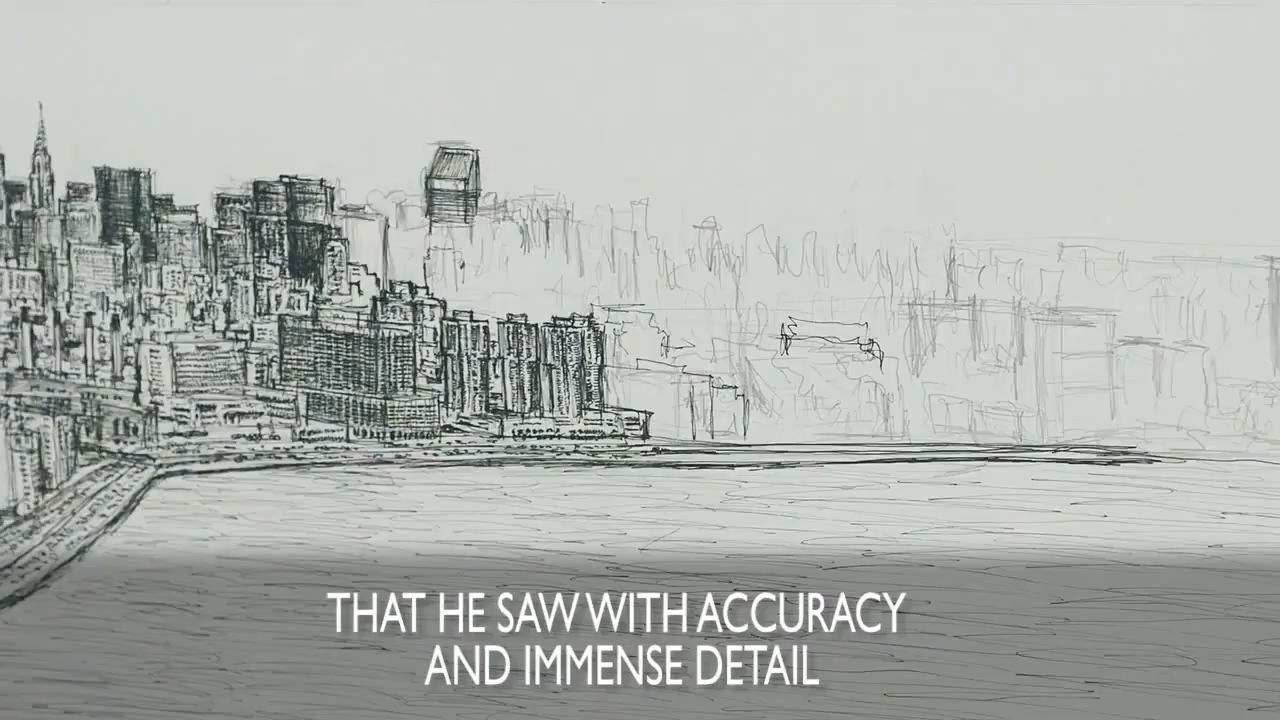 THAT HE SAW WITH ACCURACY
AND IMMENSE DETAIL